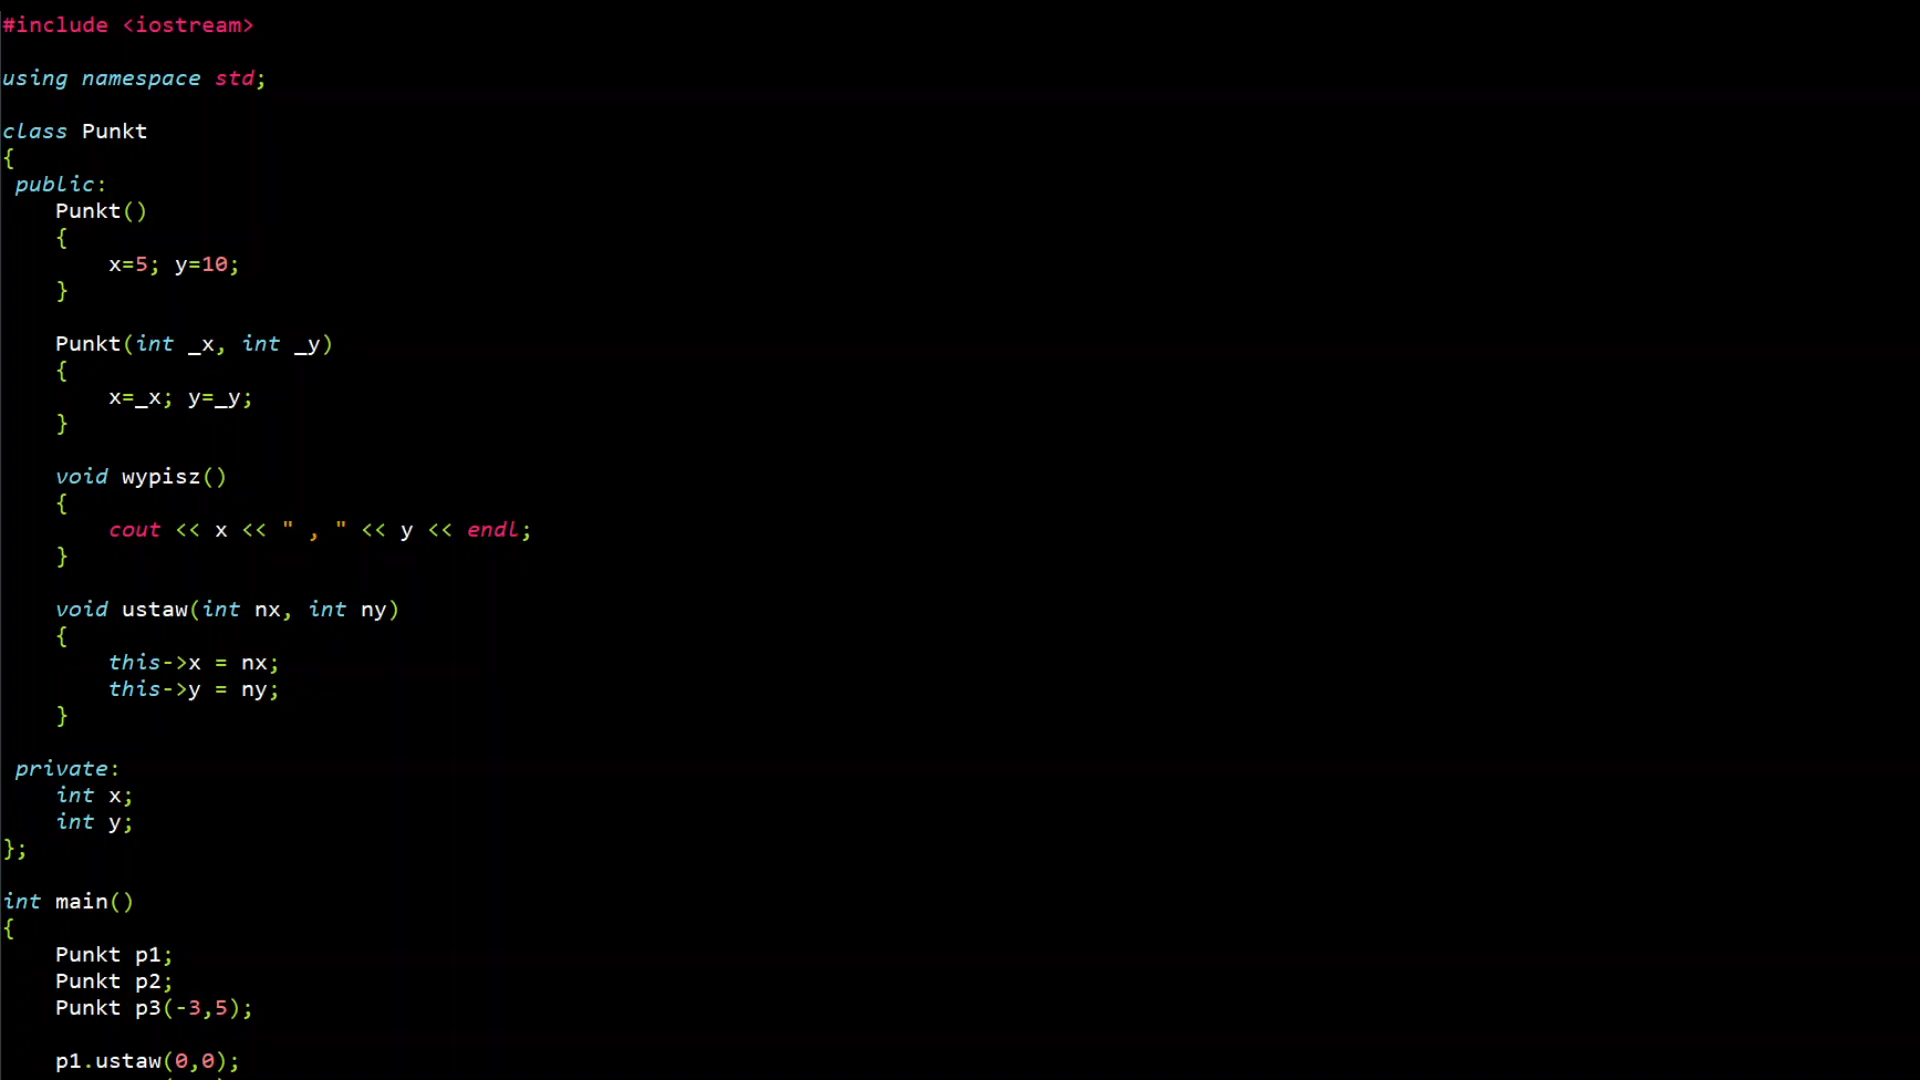 #include <iostream>
using namespace std;
class Punkt
{
public:
Punkt()
{
x=5; y=10;
}
Punkt(int _x, int _y)
{
x=_x; y=_y;
}
void wypisz()
{
cout << x << " , " << y << endl;
}
void ustaw(int nx, int ny)
{
this->x = nx;
this->y = ny;
}
private:
int x;
int y;
};
int main()
{
Punkt p1;
Punkt p2;
Punkt p3(-3,5);
p1.ustaw(0,0);